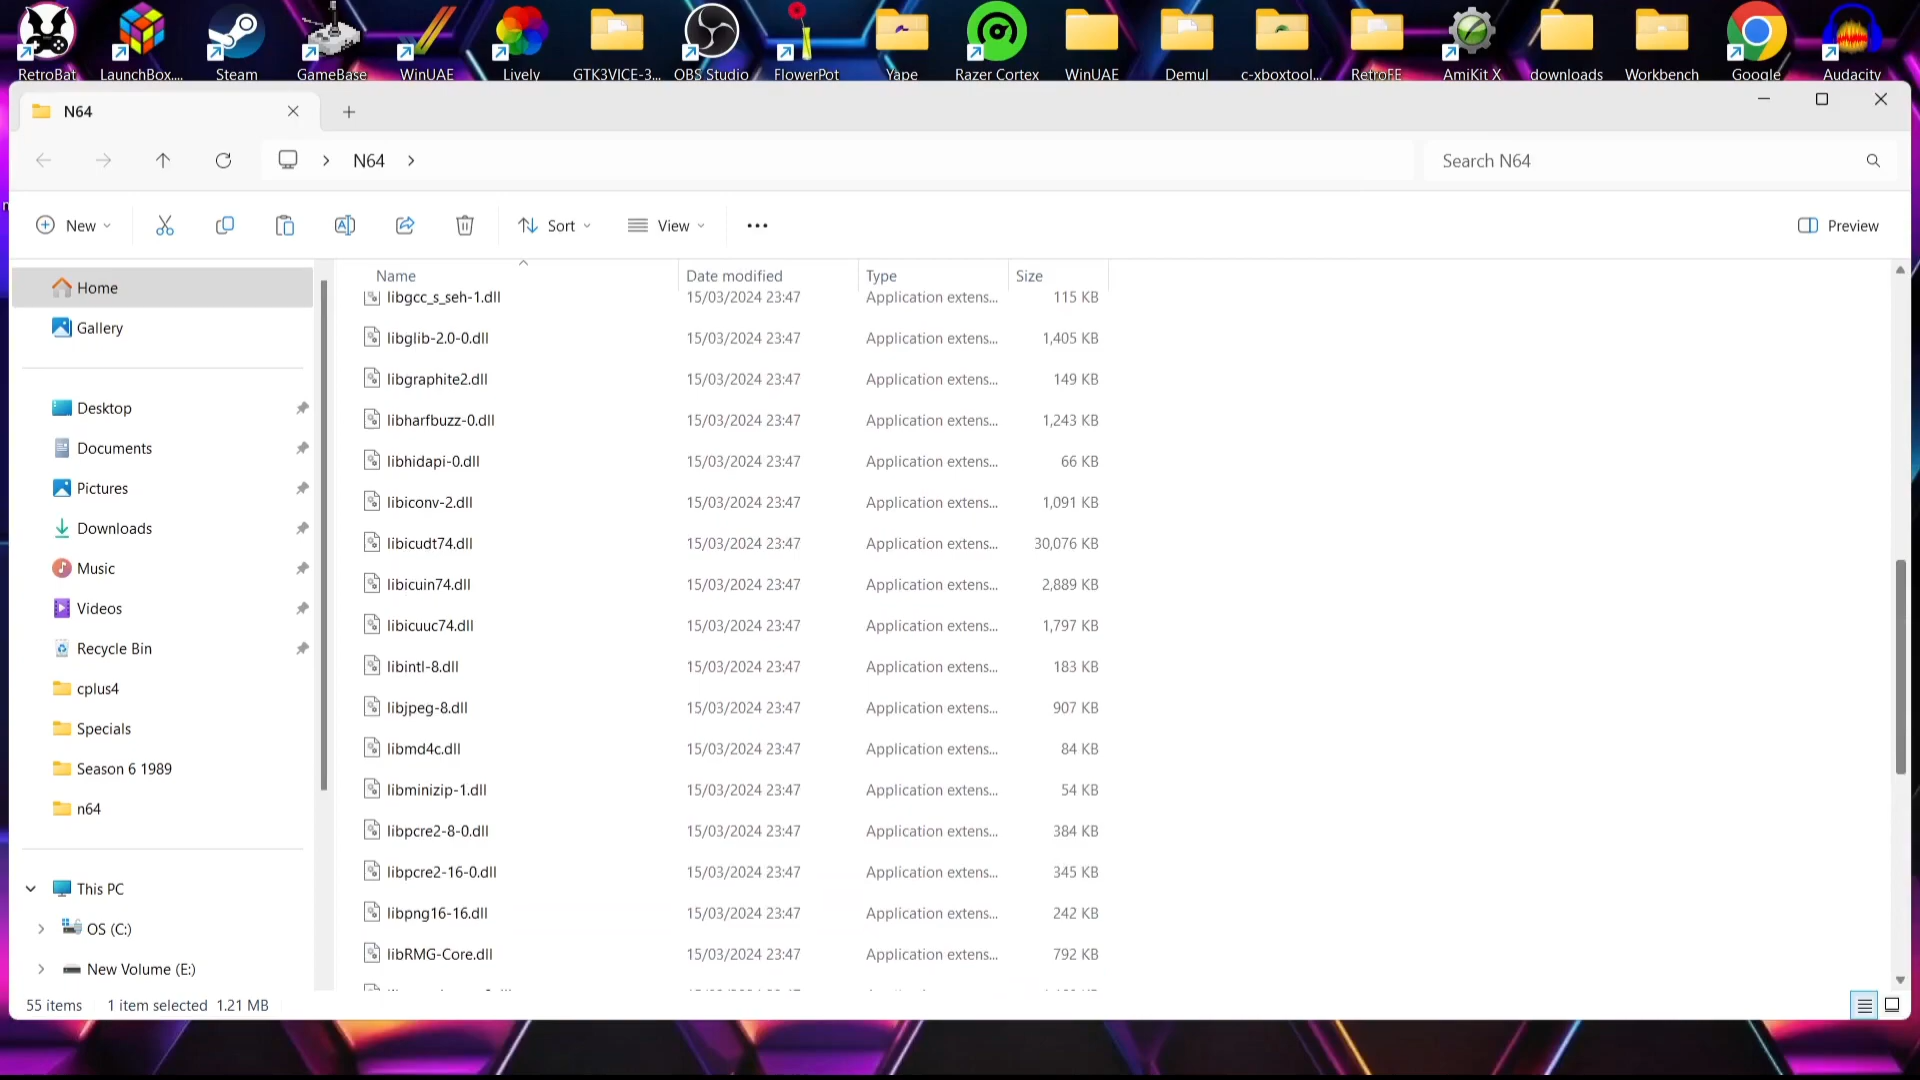 RetroBat LaunchBox.... Steam GameBase WinUAE Lively GTK3VICE-3... OBS Studio FlowerPot Yape Razer Cortex WinUAE Demul c-xboxtool... RetroFE AmiKit X downloads Workbench Google Audacity
N64
N64
Search N64
New Sort View Preview
Name Date modified Type Size
Home
Gallery
Desktop
Documents
Pictures
Downloads
Music
Videos
Recycle Bin
cplus4
Specials
Season 6 1989
n64
This PC
OS (C:)
New Volume (E:)
libgcc_s_seh-1.dll 15/03/2024 23:47 Application extens... 115 KB
libglib-2.0-0.dll 15/03/2024 23:47 Application extens... 1,405 KB
libgraphite2.dll 15/03/2024 23:47 Application extens... 149 KB
libharfbuzz-0.dll 15/03/2024 23:47 Application extens... 1,243 KB
libhidapi-0.dll 15/03/2024 23:47 Application extens... 66 KB
libiconv-2.dll 15/03/2024 23:47 Application extens... 1,091 KB
libicudt74.dll 15/03/2024 23:47 Application extens... 30,076 KB
libicuin74.dll 15/03/2024 23:47 Application extens... 2,889 KB
libicuuc74.dll 15/03/2024 23:47 Application extens... 1,797 KB
libintl-8.dll 15/03/2024 23:47 Application extens... 183 KB
libjpeg-8.dll 15/03/2024 23:47 Application extens... 907 KB
libmd4c.dll 15/03/2024 23:47 Application extens... 84 KB
libminizip-1.dll 15/03/2024 23:47 Application extens... 54 KB
libpcre2-8-0.dll 15/03/2024 23:47 Application extens... 384 KB
libpcre2-16-0.dll 15/03/2024 23:47 Application extens... 345 KB
libpng16-16.dll 15/03/2024 23:47 Application extens... 242 KB
libRMG-Core.dll 15/03/2024 23:47 Application extens... 792 KB
55 items 1 item selected 1.21 MB